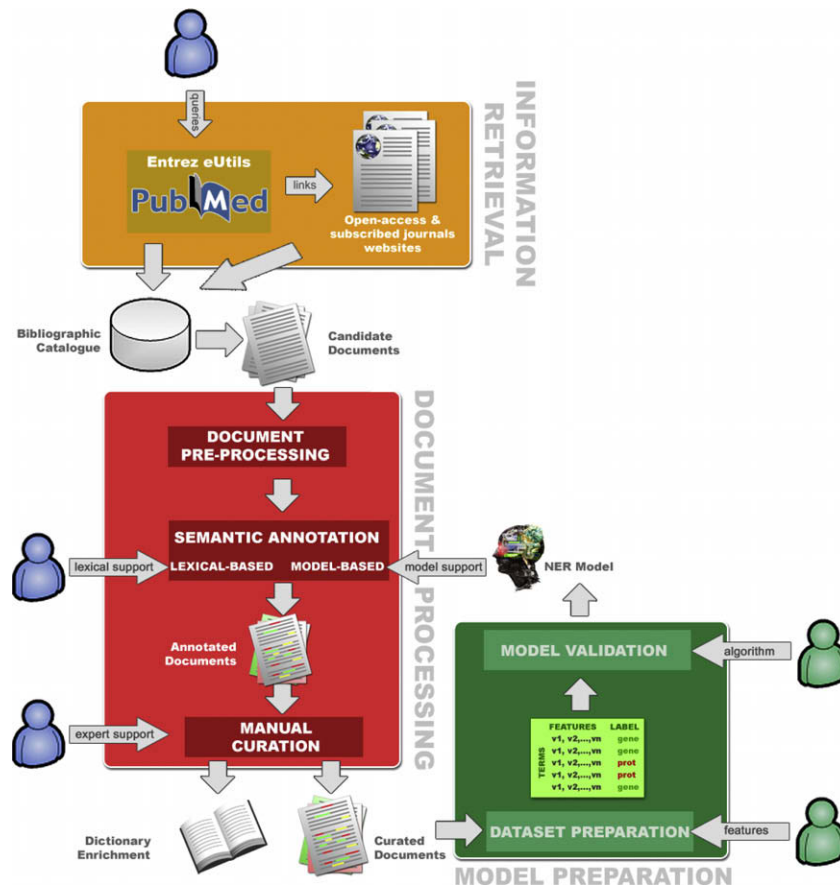 queries
INFORMATION
RETRIEVAL
Entrez eUtils
PubMed
links
Open-access &
subscribed journals
websites
Bibliographic
Catalogue
Candidate
Documents
DOCUMENT PROCESSING
DOCUMENT
PRE-PROCESSING
SEMANTIC ANNOTATION
lexical support
LEXICAL-BASED
MODEL-BASED
model support
NER Model
Annotated
Documents
MODEL VALIDATION
algorithm
expert support
MANUAL
CURATION
FEATURES LABEL
TERMS
v1, v2,...,vn gene
v1, v2,...,vn gene
v1, v2,...,vn prot
v1, v2,...,vn prot
v1, v2,...,vn gene
Dictionary
Enrichment
Curated
Documents
DATASET PREPARATION
features
MODEL PREPARATION